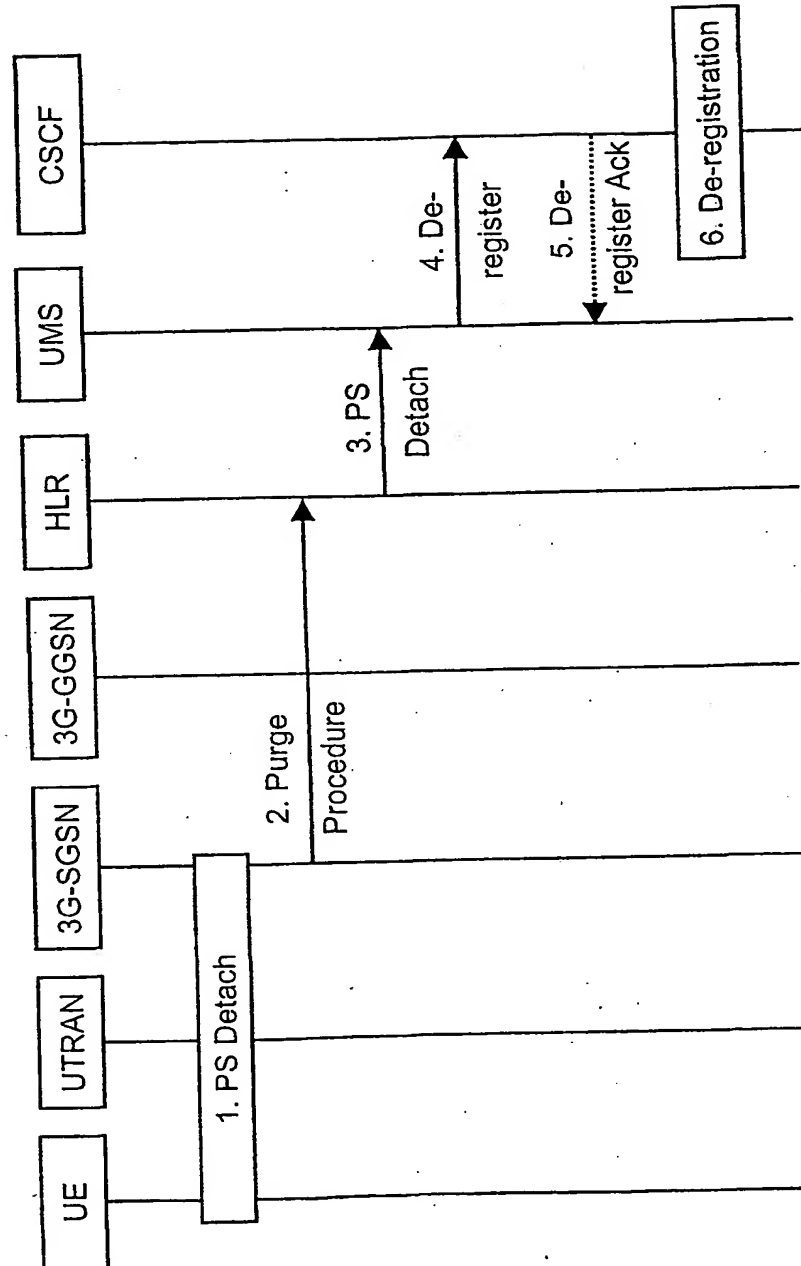 UE
UTRAN
3G-SGSN
3G-GGSN
HLR
UMS
CSCF
1. PS Detach
2. Purge
Procedure
3. PS
Detach
4. De-
register
5. De-
register Ack
6. De-registration